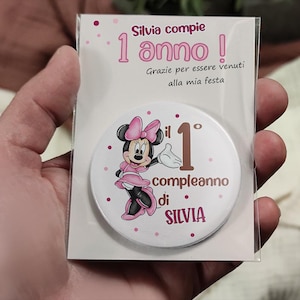 Silvia compie
1 anno !
Grazie per essere venuti
alla mia festa
il 1°
compleanno
di SILVIA